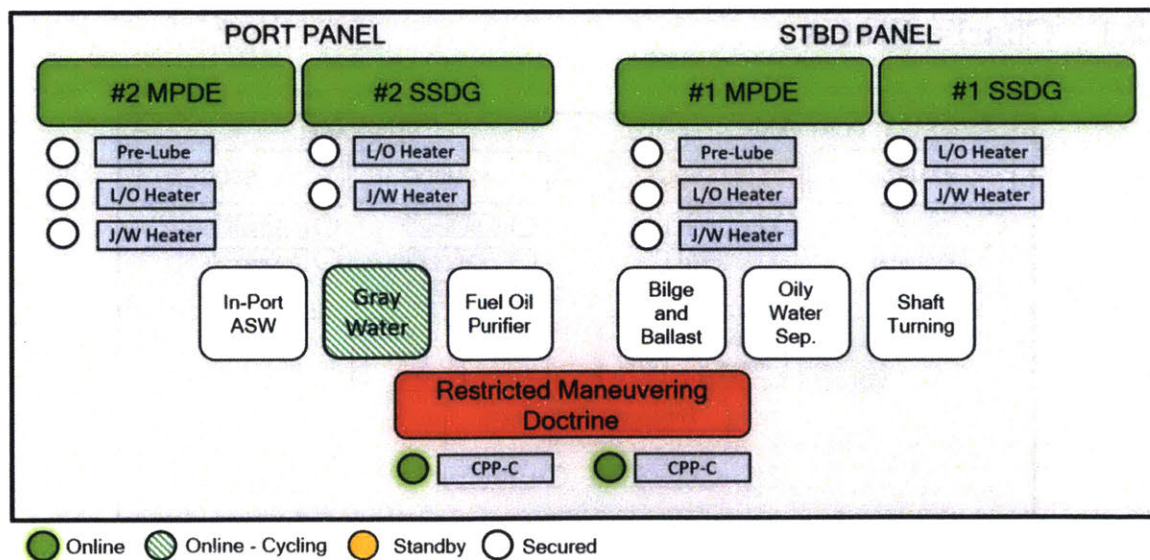 PORT PANEL
STBD PANEL
#2 MPDE
#2 SSDG
#1 MPDE
#1 SSDG
Pre-Lube
L/O Heater
Pre-Lube
L/O Heater
L/O Heater
J/W Heater
L/O Heater
J/W Heater
J/W Heater
J/W Heater
In-Port
ASW
Gray
Water
Fuel Oil
Purifier
Bilge
and
Ballast
Oily
Water
Sep.
Shaft
Turning
Restricted Maneuvering
Doctrine
CPP-C
CPP-C
Online
Online - Cycling
Standby
Secured